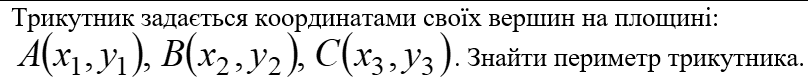 Трикутник задається координатами своїх вершин на площині:
A(x₁, y₁), B(x₂, y₂), C(x₃, y₃). Знайти периметр трикутника.